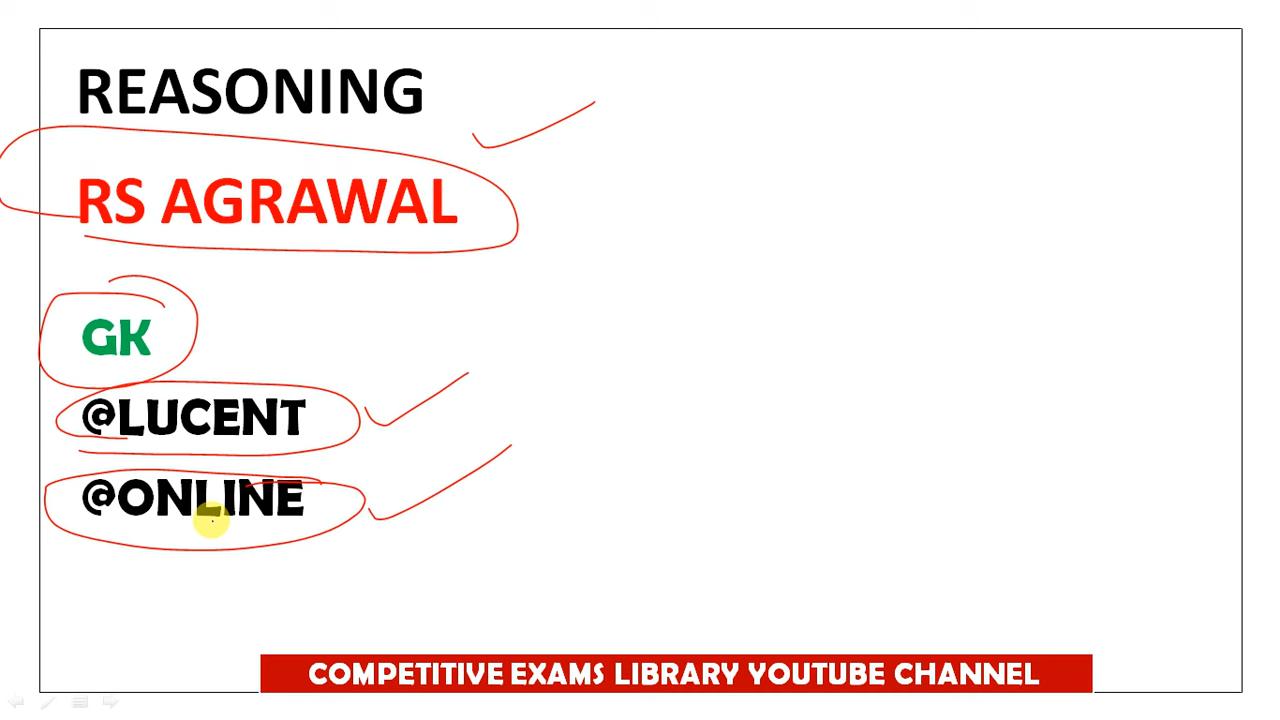 REASONING
RS AGRAWAL
GK
@LUCENT
@ONLINE
COMPETITIVE EXAMS LIBRARY YOUTUBE CHANNEL